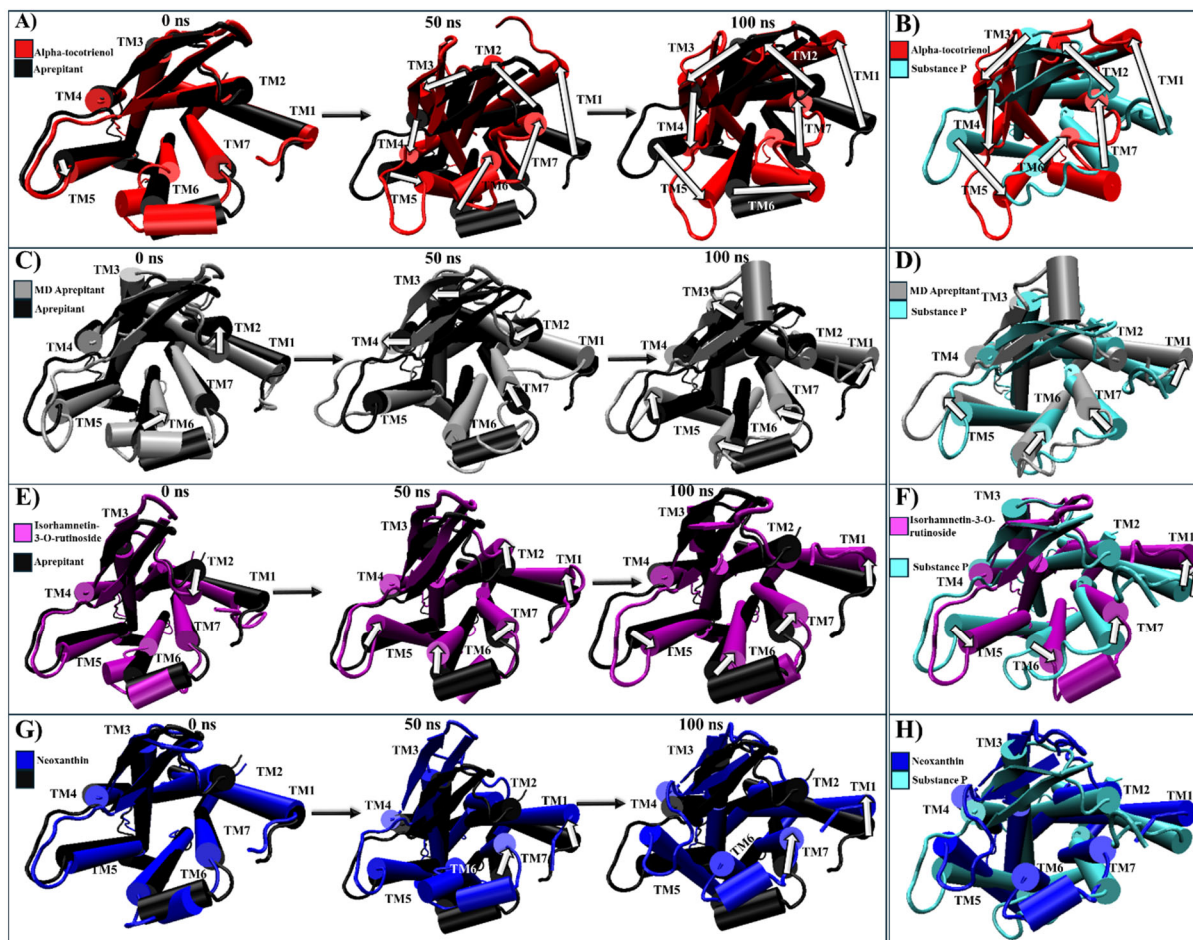 A)
0 ns
50 ns
100 ns
Alpha-tocotrienol
Aprepitant
TM3
TM4
TM2
TM1
TM7
TM6
TM5
TM3
TM2
TM1
TM4
TM7
TM6
TM5
TM3
TM2
TM1
TM4
TM7
TM5
TM6
B)
Alpha-tocotrienol
Substance P
TM3
TM2
TM1
TM4
TM7
TM6
TM5
C)
0 ns
50 ns
100 ns
MD Aprepitant
Aprepitant
TM3
TM2
TM4
TM1
TM7
TM5
TM6
TM3
TM2
TM4
TM1
TM7
TM5
TM6
TM3
TM2
TM4
TM1
TM7
TM5
TM6
D)
MD Aprepitant
Substance P
TM3
TM2
TM4
TM1
TM6
TM7
TM5
E)
0 ns
50 ns
100 ns
Isorhamnetin-
3-O-rutinoside
Aprepitant
TM3
TM2
TM4
TM1
TM7
TM5
TM6
TM3
TM2
TM4
TM1
TM7
TM5
TM6
TM3
TM2
TM1
TM4
TM7
TM5
TM6
F)
Isorhamnetin-3-O-
rutinoside
Substance P
TM3
TM2
TM1
TM4
TM7
TM5
TM6
G)
0 ns
50 ns
100 ns
Neoxanthin
TM3
TM2
TM4
TM1
TM7
TM6
TM5
TM3
TM2
TM4
TM1
TM7
TM6
TM5
TM3
TM2
TM1
TM4
TM6
TM7
TM5
H)
Neoxanthin
Substance P
TM3
TM2
TM1
TM4
TM7
TM6
TM5